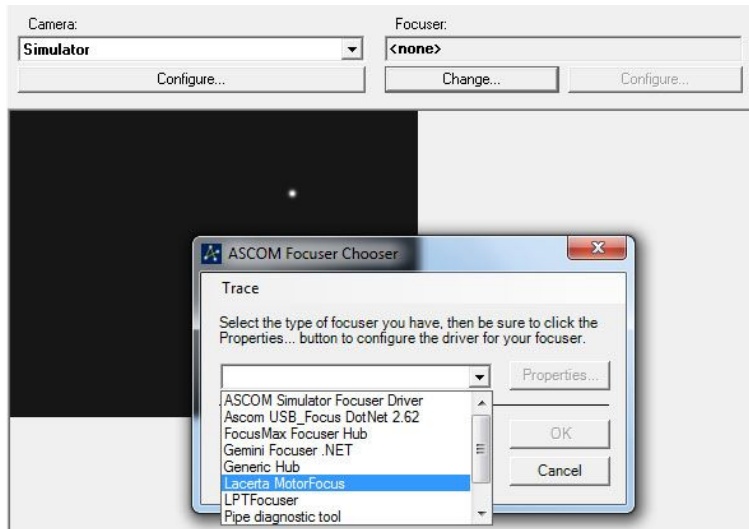 Camera:
Focuser:
Simulator
<none>
Configure...
Change...
Configure...
ASCOM Focuser Chooser
Trace
Select the type of focuser you have, then be sure to click the
Properties... button to configure the driver for your focuser.
Properties...
ASCOM Simulator Focuser Driver
Ascom USB_Focus DotNet 2.62
FocusMax Focuser Hub
Gemini Focuser .NET
Generic Hub
Lacerta MotorFocus
LPTFocuser
Pipe diagnostic tool
OK
Cancel